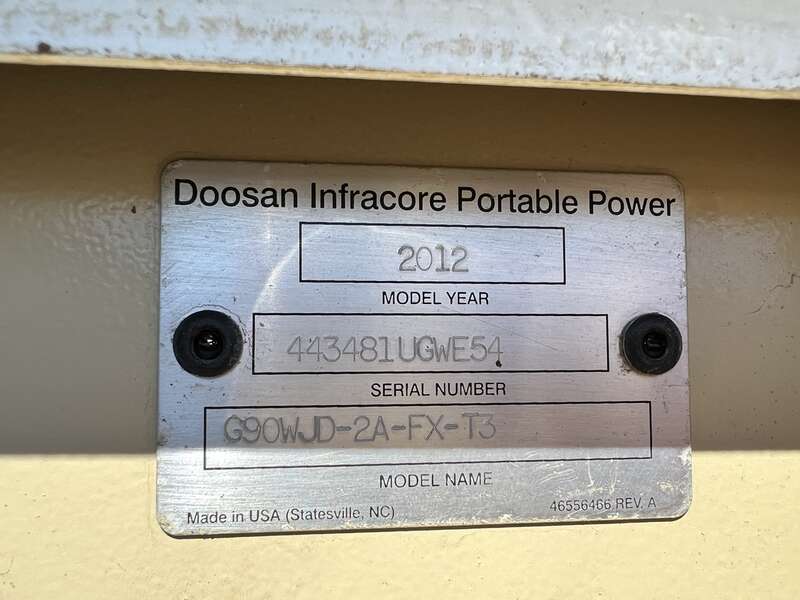 Doosan Infracore Portable Power
2012
MODEL YEAR
443481UGWE54
SERIAL NUMBER
G90WJD-2A-FX-T3
MODEL NAME
Made in USA (Statesville, NC)
46556466 REV. A